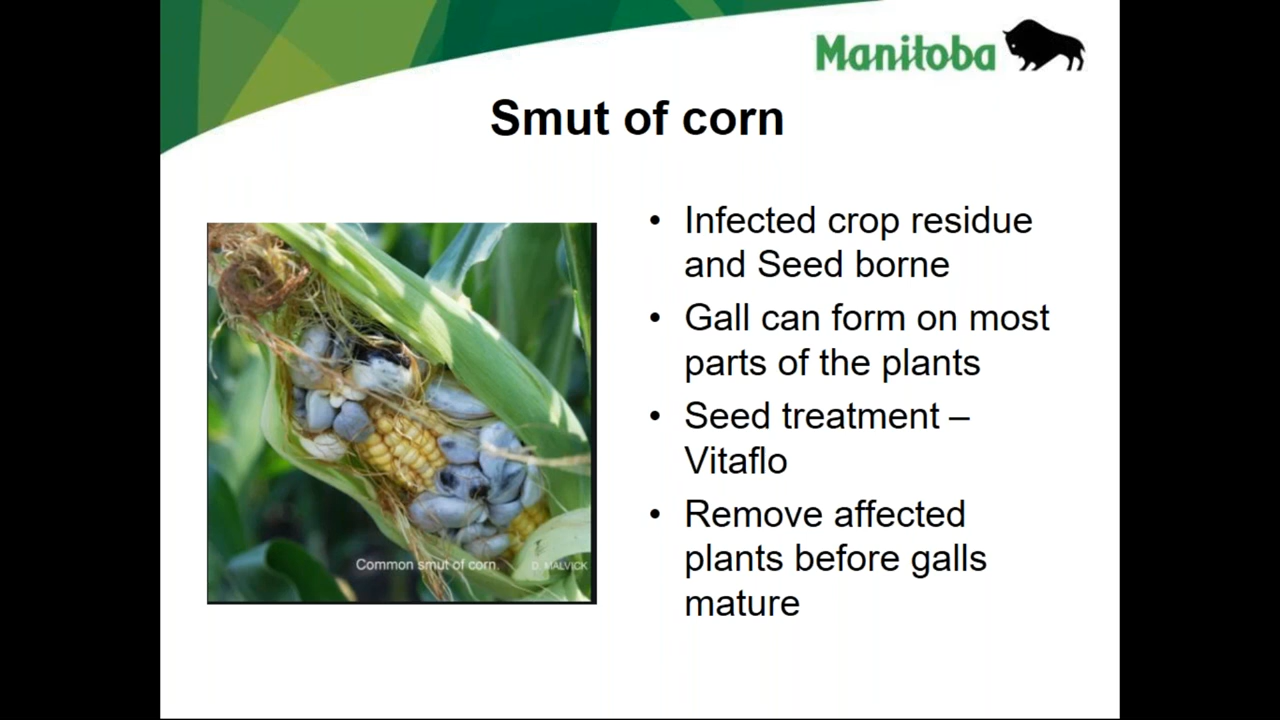 Manitoba
Smut of corn
• Infected crop residue
and Seed borne
• Gall can form on most
parts of the plants
• Seed treatment –
Vitaflo
• Remove affected
plants before galls
mature
Common smut of corn.
D. MALVICK